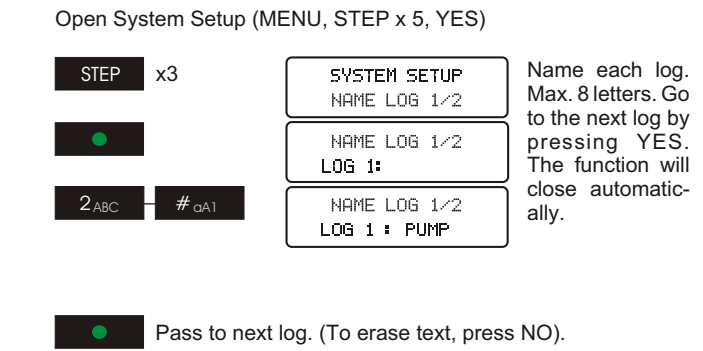 Open System Setup (MENU, STEP x 5, YES)
STEP x3
SYSTEM SETUP
NAME LOG 1/2
NAME LOG 1/2
LOG 1:
2 ABC - # aA1
NAME LOG 1/2
LOG 1 : PUMP
Name each log.
Max. 8 letters. Go
to the next log by
pressing YES.
The function will
close automatic-
ally.
Pass to next log. (To erase text, press NO).